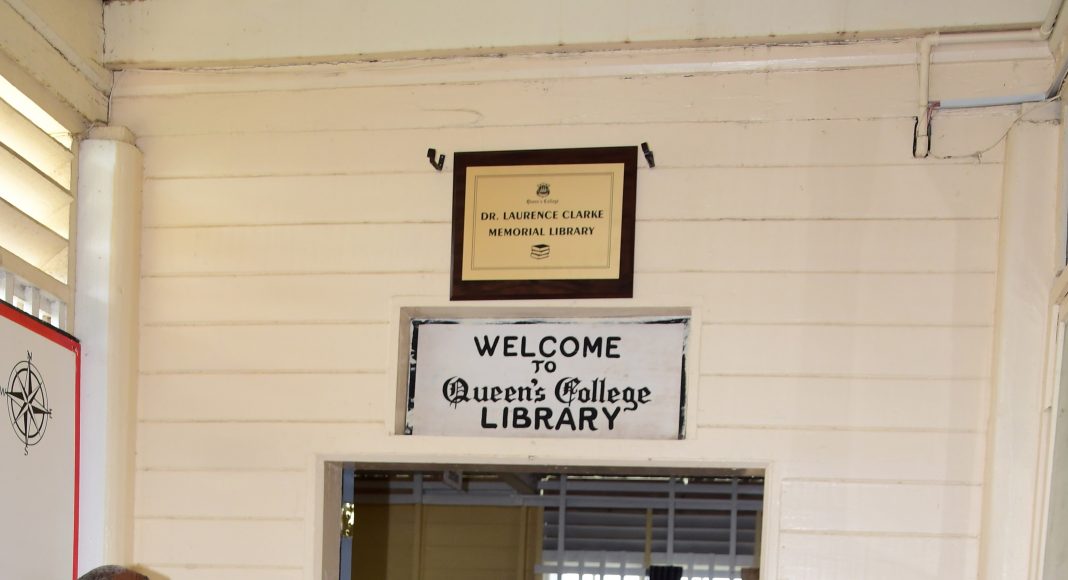 Queen's College
DR. LAURENCE CLARKE
MEMORIAL LIBRARY
WELCOME
TO
Queen's College
LIBRARY
N
W
S